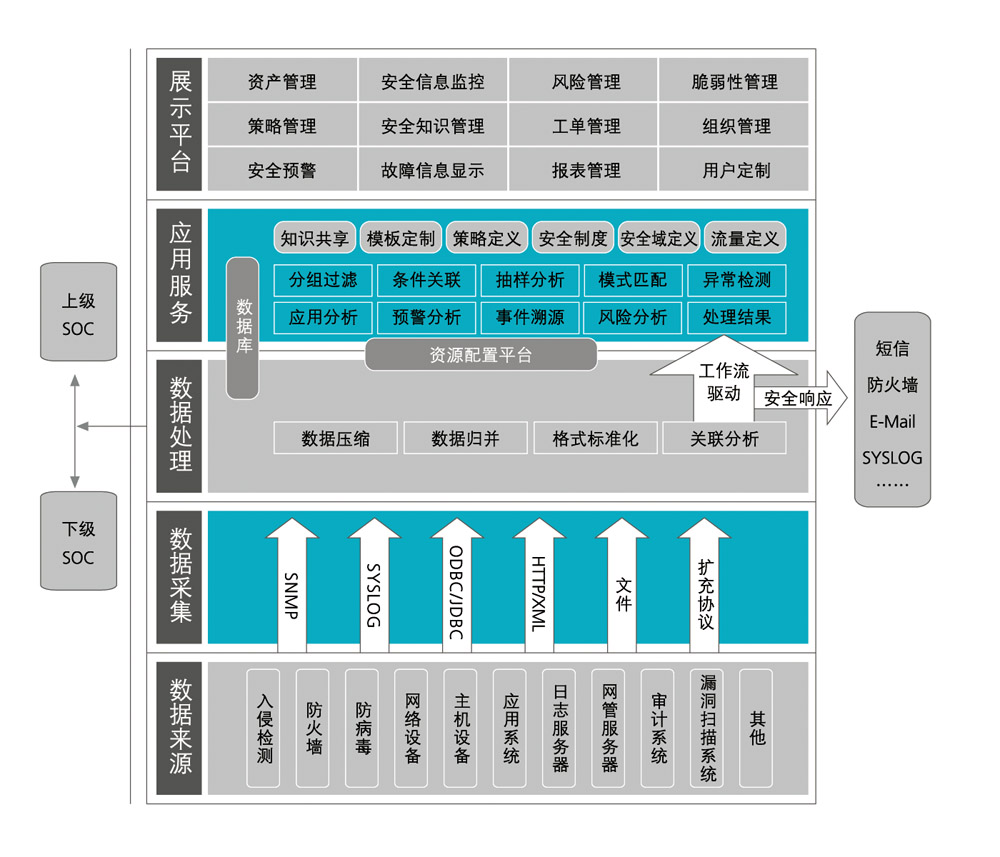 展示平台
资产管理
安全信息监控
风险管理
脆弱性管理
策略管理
安全知识管理
工单管理
组织管理
安全预警
故障信息显示
报表管理
用户定制
应用服务
知识共享
模板定制
策略定义
安全制度
安全域定义
流量定义
数据库
分组过滤
条件关联
抽样分析
模式匹配
异常检测
应用分析
预警分析
事件溯源
风险分析
处理结果
资源配置平台
上级
SOC
下级
SOC
数据处理
工作流
驱动
安全响应
数据压缩
数据归并
格式标准化
关联分析
短信
防火墙
E-Mail
SYSLOG
……
数据采集
SNMP
SYSLOG
ODBC/JDBC
HTTP/XML
文件
扩充协议
数据来源
入侵检测
防火墙
防病毒
网络设备
主机设备
应用系统
日志服务器
网管服务器
审计系统
漏洞扫描系统
其他